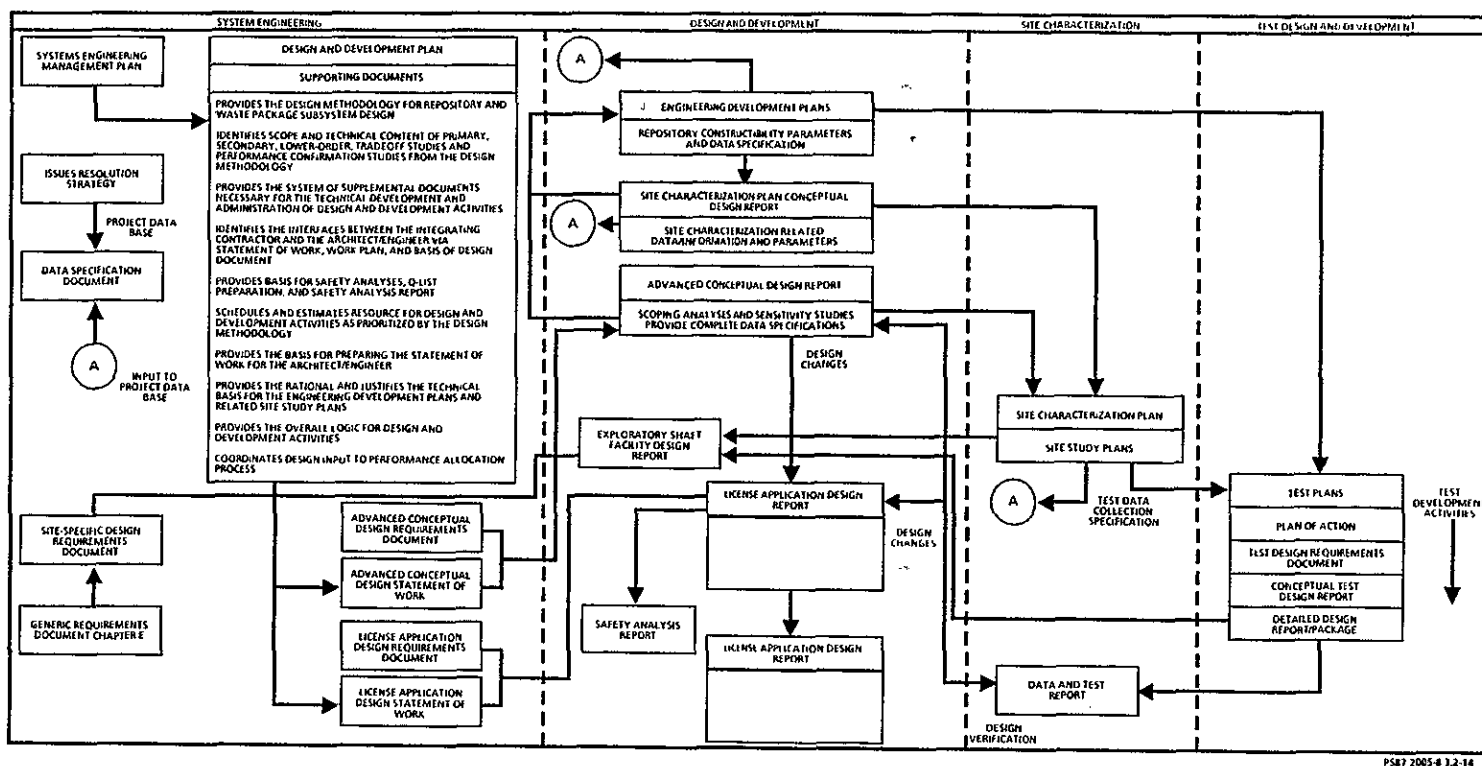 SYSTEM ENGINEERING
DESIGN AND DEVELOPMENT
SITE CHARACTERIZATION
TEST DESIGN AND DEVELOPMENT
SYSTEMS ENGINEERING
MANAGEMENT PLAN
ISSUES RESOLUTION
STRATEGY
PROJECT DATA
BASE
DATA SPECIFICATION
DOCUMENT
A
INPUT TO
PROJECT DATA
BASE
SITE-SPECIFIC DESIGN
REQUIREMENTS
DOCUMENT
GENERIC REQUIREMENTS
DOCUMENT CHAPTER E
DESIGN AND DEVELOPMENT PLAN
SUPPORTING DOCUMENTS
PROVIDES THE DESIGN METHODOLOGY FOR REPOSITORY AND
WASTE PACKAGE SUBSYSTEM DESIGN
IDENTIFIES SCOPE AND TECHNICAL CONTENT OF PRIMARY,
SECONDARY, LOWER-ORDER, TRADEOFF STUDIES AND
PERFORMANCE CONFIRMATION STUDIES FROM THE DESIGN
METHODOLOGY
PROVIDES THE SYSTEM OF SUPPLEMENTAL DOCUMENTS
NECESSARY FOR THE TECHNICAL DEVELOPMENT AND
ADMINISTRATION OF DESIGN AND DEVELOPMENT ACTIVITIES
IDENTIFIES THE INTERFACES BETWEEN THE INTEGRATING
CONTRACTOR AND THE ARCHITECT/ENGINEER VIA
STATEMENT OF WORK, WORK PLAN, AND BASIS OF DESIGN
DOCUMENT
PROVIDES BASIS FOR SAFETY ANALYSES, Q-LIST
PREPARATION, AND SAFETY ANALYSIS REPORT
SCHEDULES AND ESTIMATES RESOURCE FOR DESIGN AND
DEVELOPMENT ACTIVITIES AS PRIORITIZED BY THE DESIGN
METHODOLOGY
PROVIDES THE BASIS FOR PREPARING THE STATEMENT OF
WORK FOR THE ARCHITECT/ENGINEER
PROVIDES THE RATIONAL AND JUSTIFIES THE TECHNICAL
BASIS FOR THE ENGINEERING DEVELOPMENT PLANS AND
RELATED SITE STUDY PLANS
PROVIDES THE OVERALL LOGIC FOR DESIGN AND
DEVELOPMENT ACTIVITIES
COORDINATES DESIGN INPUT TO PERFORMANCE ALLOCATION
PROCESS
ADVANCED CONCEPTUAL
DESIGN REQUIREMENTS
DOCUMENT
ADVANCED CONCEPTUAL
DESIGN STATEMENT OF
WORK
LICENSE APPLICATION
DESIGN REQUIREMENTS
DOCUMENT
LICENSE APPLICATION
DESIGN STATEMENT OF
WORK
A
ENGINEERING DEVELOPMENT PLANS
REPOSITORY CONSTRUCTIBILITY PARAMETERS
AND DATA SPECIFICATION
SITE CHARACTERIZATION PLAN CONCEPTUAL
DESIGN REPORT
A
SITE CHARACTERIZATION RELATED
DATA/INFORMATION AND PARAMETERS
ADVANCED CONCEPTUAL DESIGN REPORT
SCOPING ANALYSES AND SENSITIVITY STUDIES
PROVIDE COMPLETE DATA SPECIFICATIONS
DESIGN
CHANGES
EXPLORATORY SHAFT
FACILITY DESIGN
REPORT
LICENSE APPLICATION DESIGN
REPORT
DESIGN
CHANGES
SAFETY ANALYSIS
REPORT
LICENSE APPLICATION DESIGN
REPORT
SITE CHARACTERIZATION PLAN
SITE STUDY PLANS
A
TEST DATA
COLLECTION
SPECIFICATION
DATA AND TEST
REPORT
DESIGN
VERIFICATION
TEST PLANS
PLAN OF ACTION
TEST DESIGN REQUIREMENTS
DOCUMENT
CONCEPTUAL TEST
DESIGN REPORT
DETAILED DESIGN
REPORT/PACKAGE
TEST
DEVELOPMEN
ACTIVITIES
PS87 2005-8 3.2-14